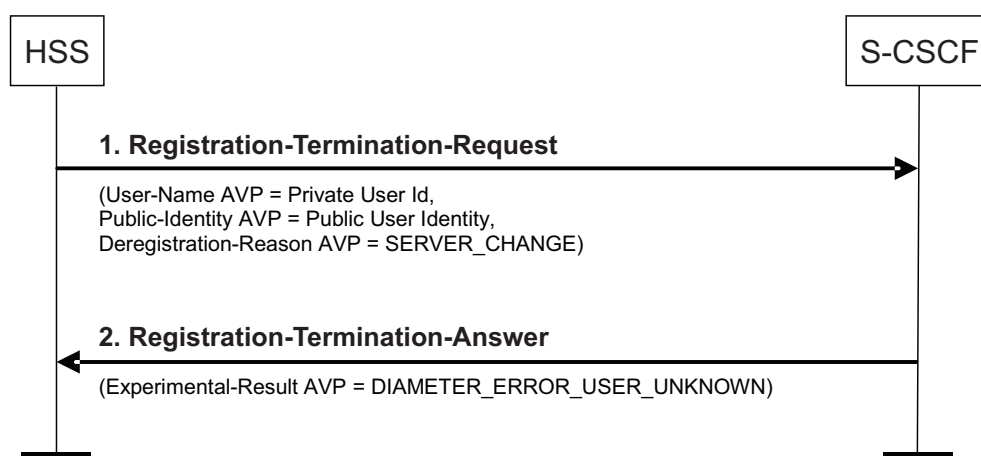 HSS
S-CSCF
1. Registration-Termination-Request
(User-Name AVP = Private User Id,
Public-Identity AVP = Public User Identity,
Deregistration-Reason AVP = SERVER_CHANGE)
2. Registration-Termination-Answer
(Experimental-Result AVP = DIAMETER_ERROR_USER_UNKNOWN)